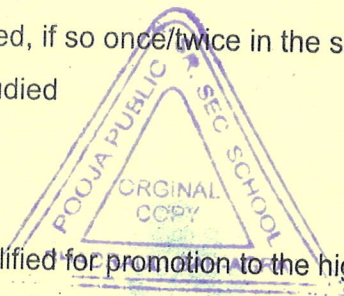 ed, if so once/twice in the s
udied
POOJA PUBLIC SR. SEC SCHOOL
ORGINAL
COPY
lified for promotion to the hig